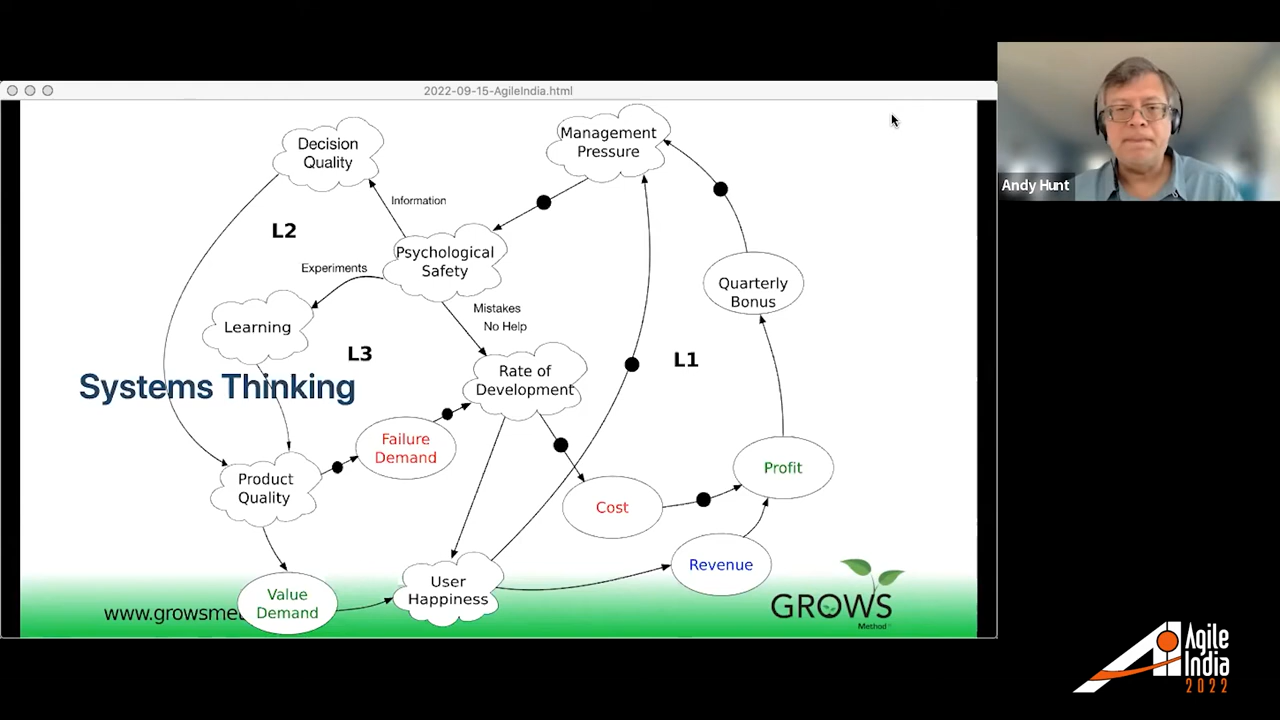 2022-09-15-AgileIndia.html
Decision
Quality
Management
Pressure
Information
L2
Psychological
Safety
Experiments
Quarterly
Bonus
Mistakes
No Help
Learning
L3
L1
Rate of
Development
Systems Thinking
Failure
Demand
Profit
Product
Quality
Cost
Revenue
User
Happiness
Value
Demand
www.growsme
GROWS
Method
Andy Hunt
Agile
India
2022